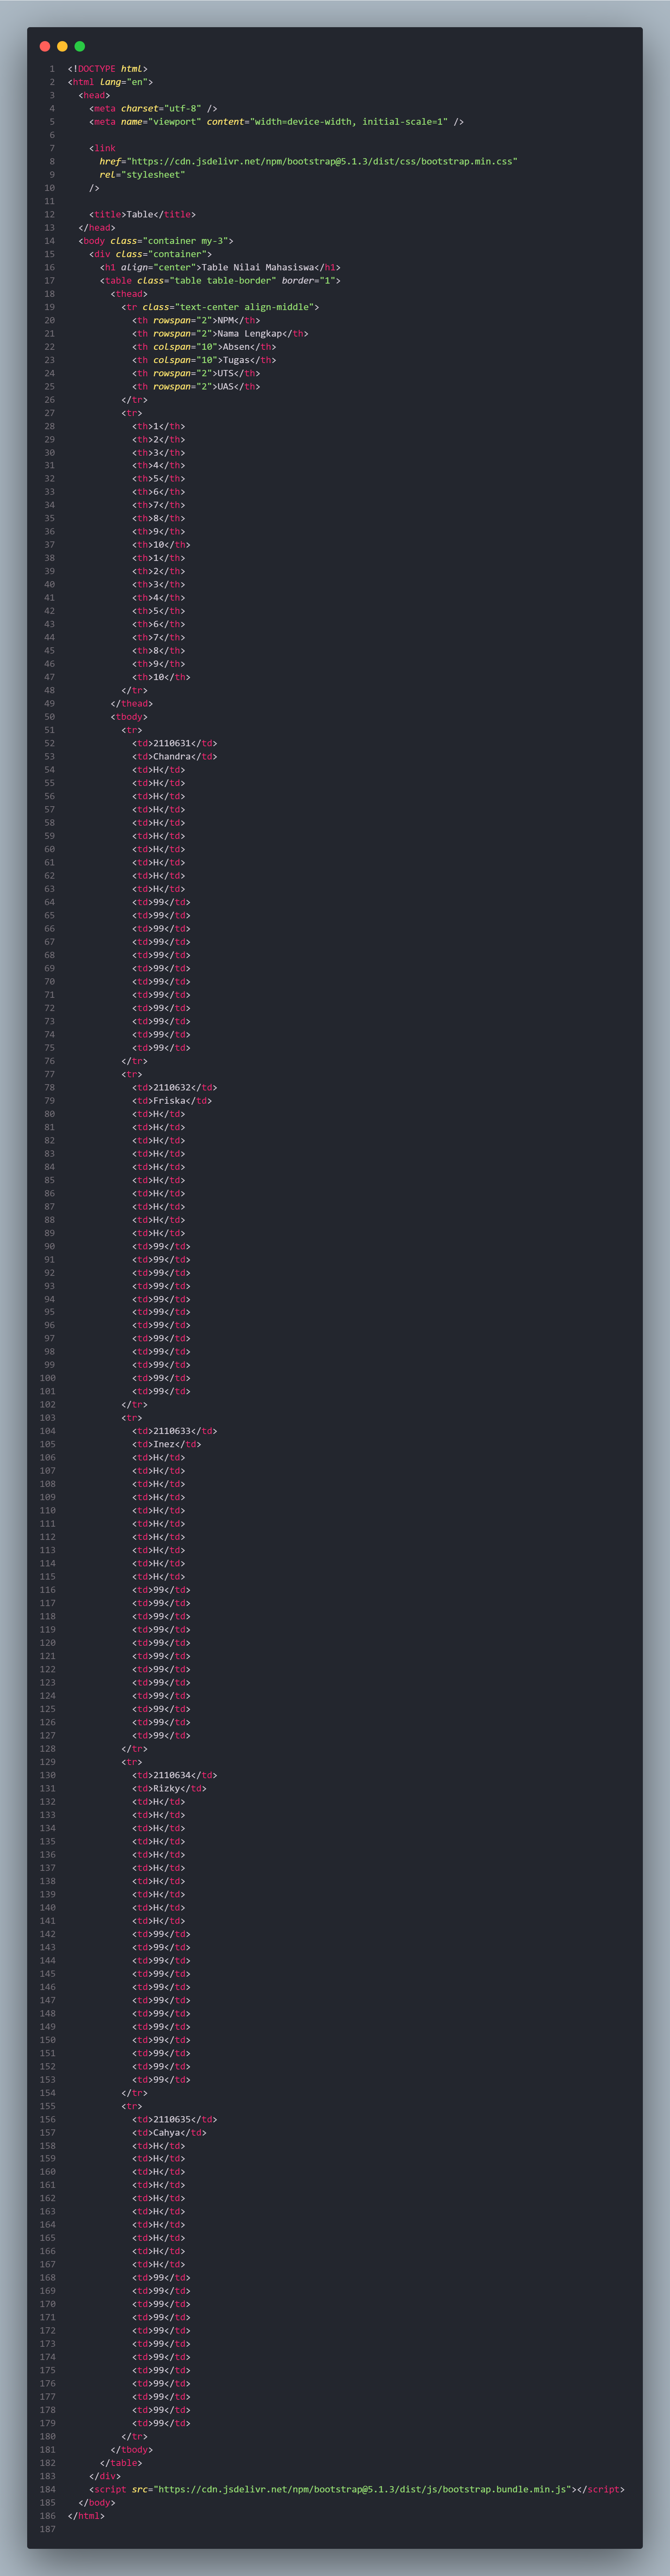 1 <!DOCTYPE html>
2 <html lang="en">
3   <head>
4     <meta charset="utf-8" />
5     <meta name="viewport" content="width=device-width, initial-scale=1" />
6
7     <link
8       href="https://cdn.jsdelivr.net/npm/bootstrap@5.1.3/dist/css/bootstrap.min.css"
9       rel="stylesheet"
10     />
11
12     <title>Table</title>
13   </head>
14   <body class="container my-3">
15     <div class="container">
16       <h1 align="center">Table Nilai Mahasiswa</h1>
17       <table class="table table-border" border="1">
18         <thead>
19           <tr class="text-center align-middle">
20             <th rowspan="2">NPM</th>
21             <th rowspan="2">Nama Lengkap</th>
22             <th colspan="10">Absen</th>
23             <th colspan="10">Tugas</th>
24             <th rowspan="2">UTS</th>
25             <th rowspan="2">UAS</th>
26           </tr>
27           <tr>
28             <th>1</th>
29             <th>2</th>
30             <th>3</th>
31             <th>4</th>
32             <th>5</th>
33             <th>6</th>
34             <th>7</th>
35             <th>8</th>
36             <th>9</th>
37             <th>10</th>
38             <th>1</th>
39             <th>2</th>
40             <th>3</th>
41             <th>4</th>
42             <th>5</th>
43             <th>6</th>
44             <th>7</th>
45             <th>8</th>
46             <th>9</th>
47             <th>10</th>
48           </tr>
49         </thead>
50         <tbody>
51           <tr>
52             <td>2110631</td>
53             <td>Chandra</td>
54             <td>H</td>
55             <td>H</td>
56             <td>H</td>
57             <td>H</td>
58             <td>H</td>
59             <td>H</td>
60             <td>H</td>
61             <td>H</td>
62             <td>H</td>
63             <td>H</td>
64             <td>99</td>
65             <td>99</td>
66             <td>99</td>
67             <td>99</td>
68             <td>99</td>
69             <td>99</td>
70             <td>99</td>
71             <td>99</td>
72             <td>99</td>
73             <td>99</td>
74             <td>99</td>
75             <td>99</td>
76           </tr>
77           <tr>
78             <td>2110632</td>
79             <td>Friska</td>
80             <td>H</td>
81             <td>H</td>
82             <td>H</td>
83             <td>H</td>
84             <td>H</td>
85             <td>H</td>
86             <td>H</td>
87             <td>H</td>
88             <td>H</td>
89             <td>H</td>
90             <td>99</td>
91             <td>99</td>
92             <td>99</td>
93             <td>99</td>
94             <td>99</td>
95             <td>99</td>
96             <td>99</td>
97             <td>99</td>
98             <td>99</td>
99             <td>99</td>
100             <td>99</td>
101             <td>99</td>
102           </tr>
103           <tr>
104             <td>2110633</td>
105             <td>Inez</td>
106             <td>H</td>
107             <td>H</td>
108             <td>H</td>
109             <td>H</td>
110             <td>H</td>
111             <td>H</td>
112             <td>H</td>
113             <td>H</td>
114             <td>H</td>
115             <td>H</td>
116             <td>99</td>
117             <td>99</td>
118             <td>99</td>
119             <td>99</td>
120             <td>99</td>
121             <td>99</td>
122             <td>99</td>
123             <td>99</td>
124             <td>99</td>
125             <td>99</td>
126             <td>99</td>
127             <td>99</td>
128           </tr>
129           <tr>
130             <td>2110634</td>
131             <td>Rizky</td>
132             <td>H</td>
133             <td>H</td>
134             <td>H</td>
135             <td>H</td>
136             <td>H</td>
137             <td>H</td>
138             <td>H</td>
139             <td>H</td>
140             <td>H</td>
141             <td>H</td>
142             <td>99</td>
143             <td>99</td>
144             <td>99</td>
145             <td>99</td>
146             <td>99</td>
147             <td>99</td>
148             <td>99</td>
149             <td>99</td>
150             <td>99</td>
151             <td>99</td>
152             <td>99</td>
153             <td>99</td>
154           </tr>
155           <tr>
156             <td>2110635</td>
157             <td>Cahya</td>
158             <td>H</td>
159             <td>H</td>
160             <td>H</td>
161             <td>H</td>
162             <td>H</td>
163             <td>H</td>
164             <td>H</td>
165             <td>H</td>
166             <td>H</td>
167             <td>H</td>
168             <td>99</td>
169             <td>99</td>
170             <td>99</td>
171             <td>99</td>
172             <td>99</td>
173             <td>99</td>
174             <td>99</td>
175             <td>99</td>
176             <td>99</td>
177             <td>99</td>
178             <td>99</td>
179             <td>99</td>
180           </tr>
181         </tbody>
182       </table>
183     </div>
184     <script src="https://cdn.jsdelivr.net/npm/bootstrap@5.1.3/dist/js/bootstrap.bundle.min.js"></script>
185   </body>
186 </html>
187